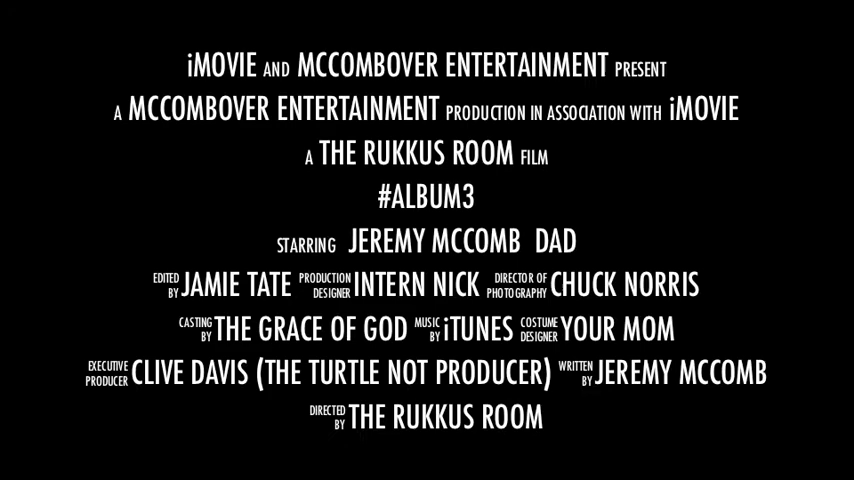 iMOVIE AND MCCOMBOVER ENTERTAINMENT PRESENT
A MCCOMBOVER ENTERTAINMENT PRODUCTION IN ASSOCIATION WITH iMOVIE
A THE RUKKUS ROOM FILM
#ALBUM3
STARRING JEREMY MCCOMB DAD
EDITED BY JAMIE TATE PRODUCTION DESIGNER INTERN NICK DIRECTOR OF PHOTOGRAPHY CHUCK NORRIS
CASTING BY THE GRACE OF GOD MUSIC BY iTUNES COSTUME DESIGNER YOUR MOM
EXECUTIVE PRODUCER CLIVE DAVIS (THE TURTLE NOT PRODUCER) WRITTEN BY JEREMY MCCOMB
DIRECTED BY THE RUKKUS ROOM